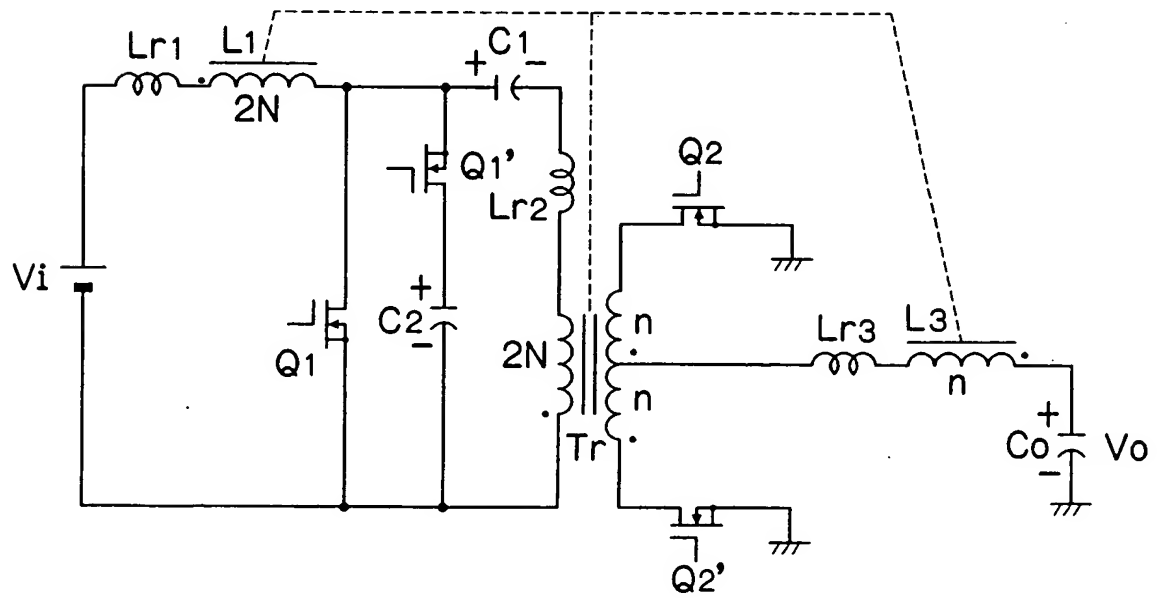 Lr1
L1
2N
C1
+ -
Q1'
Lr2
Q2
Vi
+
C2
-
Q1
2N
n
n
Tr
Lr3
L3
n
+
Co
-
Vo
Q2'